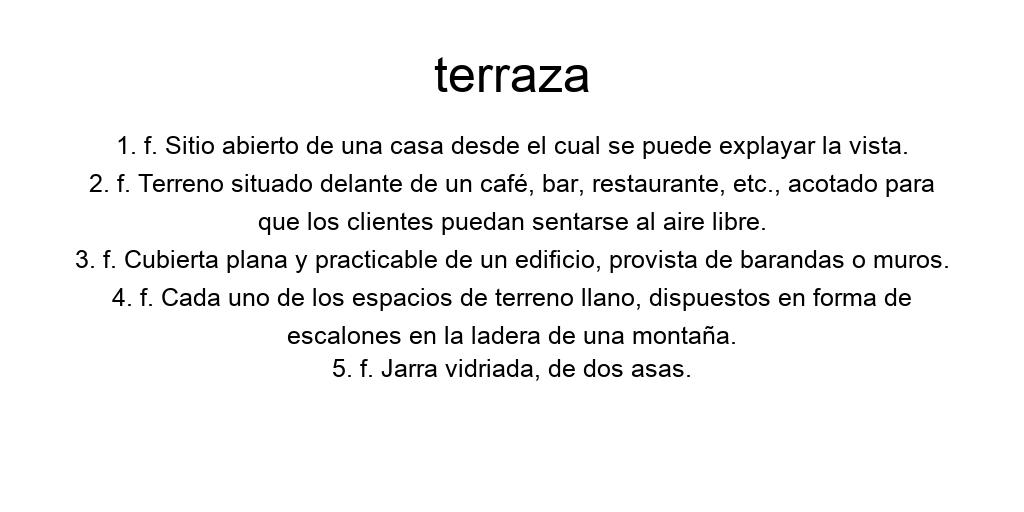 terraza
1. f. Sitio abierto de una casa desde el cual se puede explayar la vista.
2. f. Terreno situado delante de un café, bar, restaurante, etc., acotado para
que los clientes puedan sentarse al aire libre.
3. f. Cubierta plana y practicable de un edificio, provista de barandas o muros.
4. f. Cada uno de los espacios de terreno llano, dispuestos en forma de
escalones en la ladera de una montaña.
5. f. Jarra vidriada, de dos asas.